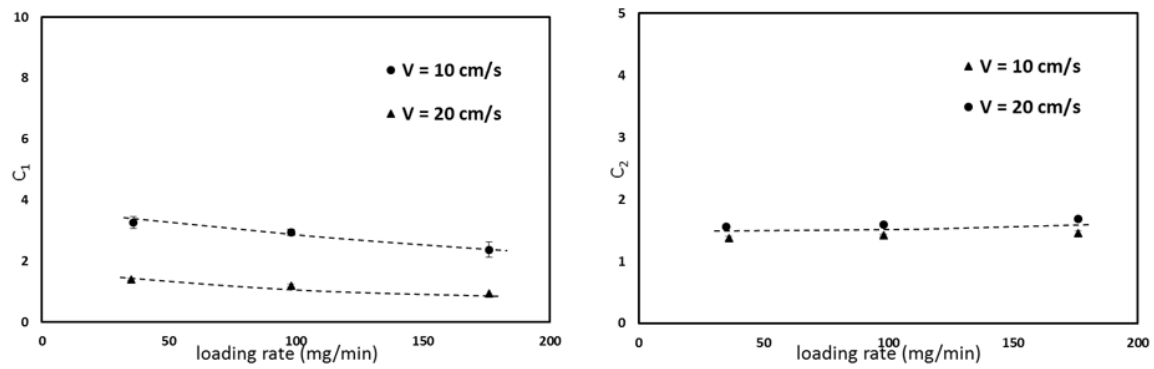 10
8
6
4
2
0
C₁
V = 10 cm/s
V = 20 cm/s
0 50 100 150 200
loading rate (mg/min)
5
4
3
2
1
0
C₂
V = 10 cm/s
V = 20 cm/s
0 50 100 150 200
loading rate (mg/min)